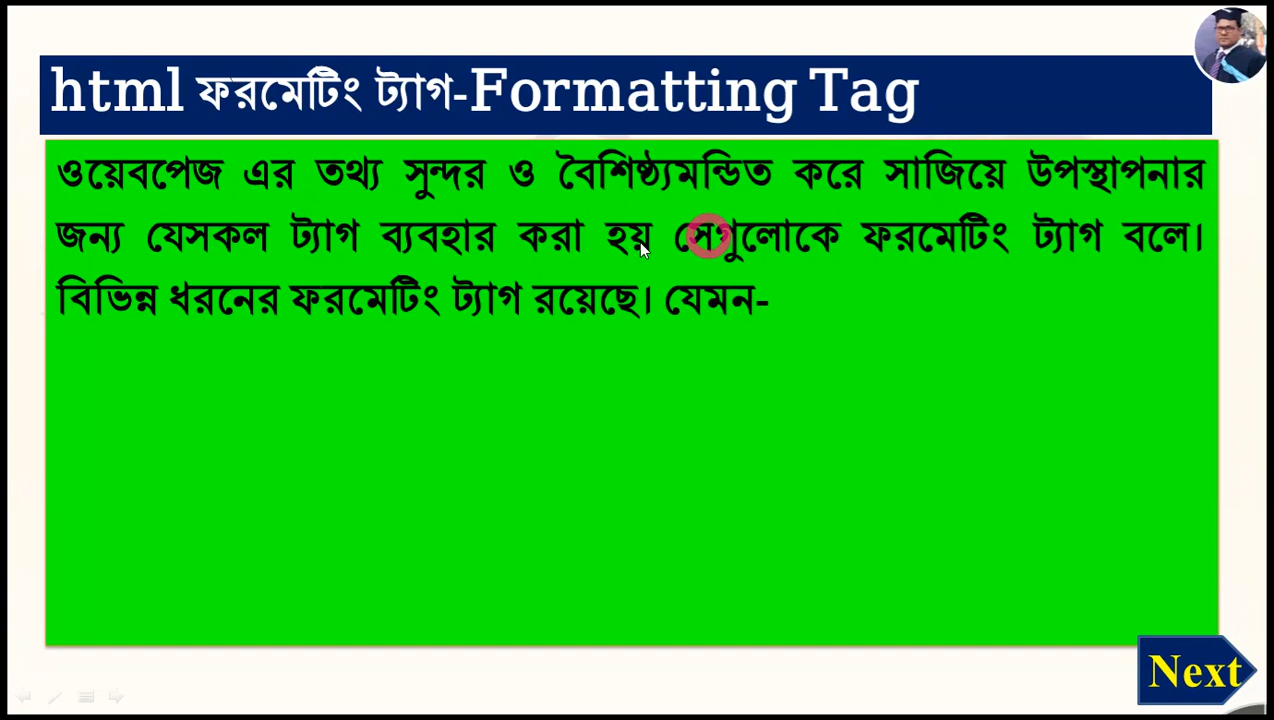 html ফরমেটিং ট্যাগ-Formatting Tag
ওয়েবপেজ এর তথ্য সুন্দর ও বৈশিষ্ঠ্যমন্ডিত করে সাজিয়ে উপস্থাপনার
জন্য যেসকল ট্যাগ ব্যবহার করা হয় সেগুলোকে ফরমেটিং ট্যাগ বলে।
বিভিন্ন ধরনের ফরমেটিং ট্যাগ রয়েছে। যেমন-
Next